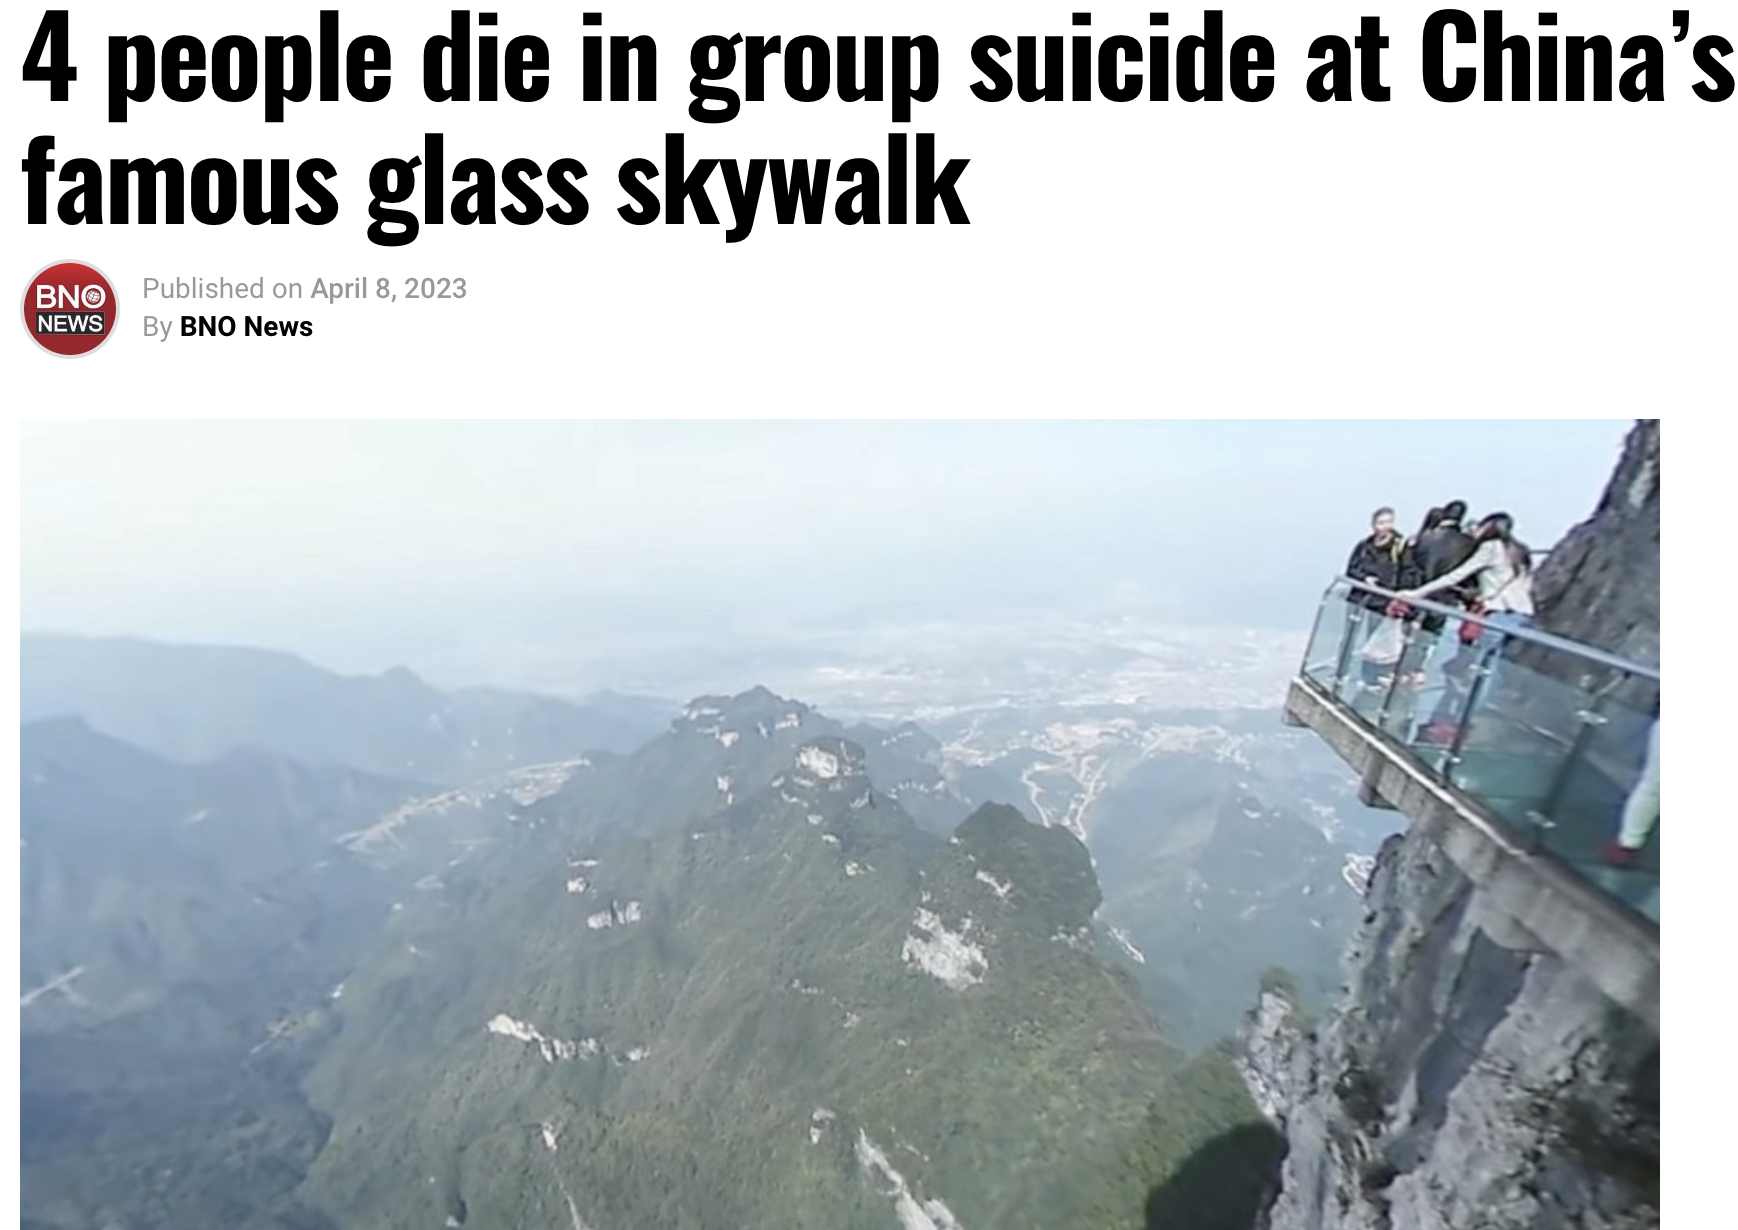 4 people die in group suicide at China’s
famous glass skywalk
BNO
NEWS
Published on April 8, 2023
By BNO News